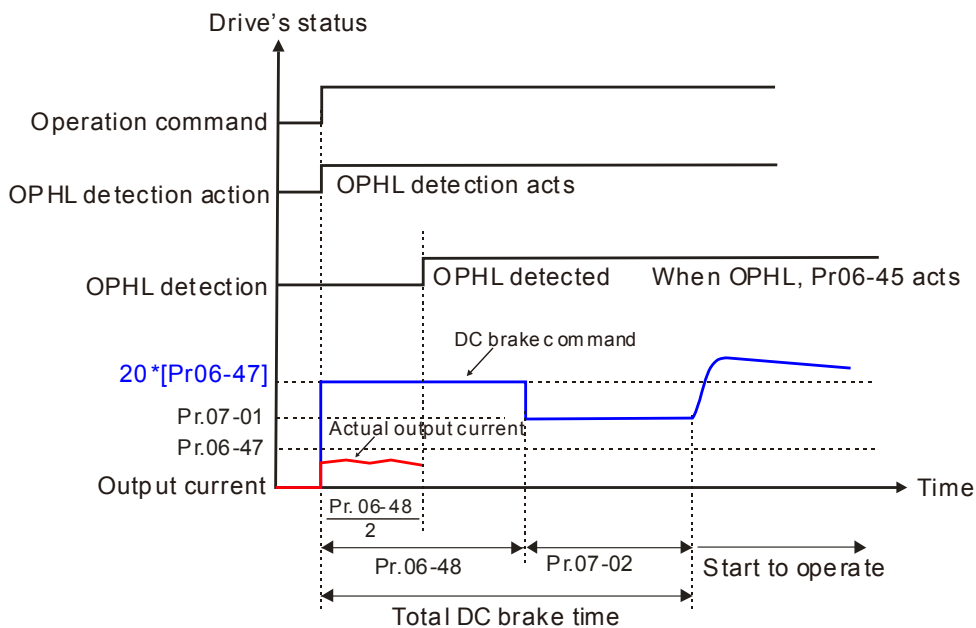 Drive's status
Operation command
OPHL detection action
OPHL detection acts
OPHL detection
OPHL detected
When OPHL, Pr06-45 acts
DC brake command
20*[Pr06-47]
Pr.07-01
Actual output current
Pr.06-47
Output current
Time
Pr. 06-48
2
Pr.06-48
Pr.07-02
Start to operate
Total DC brake time